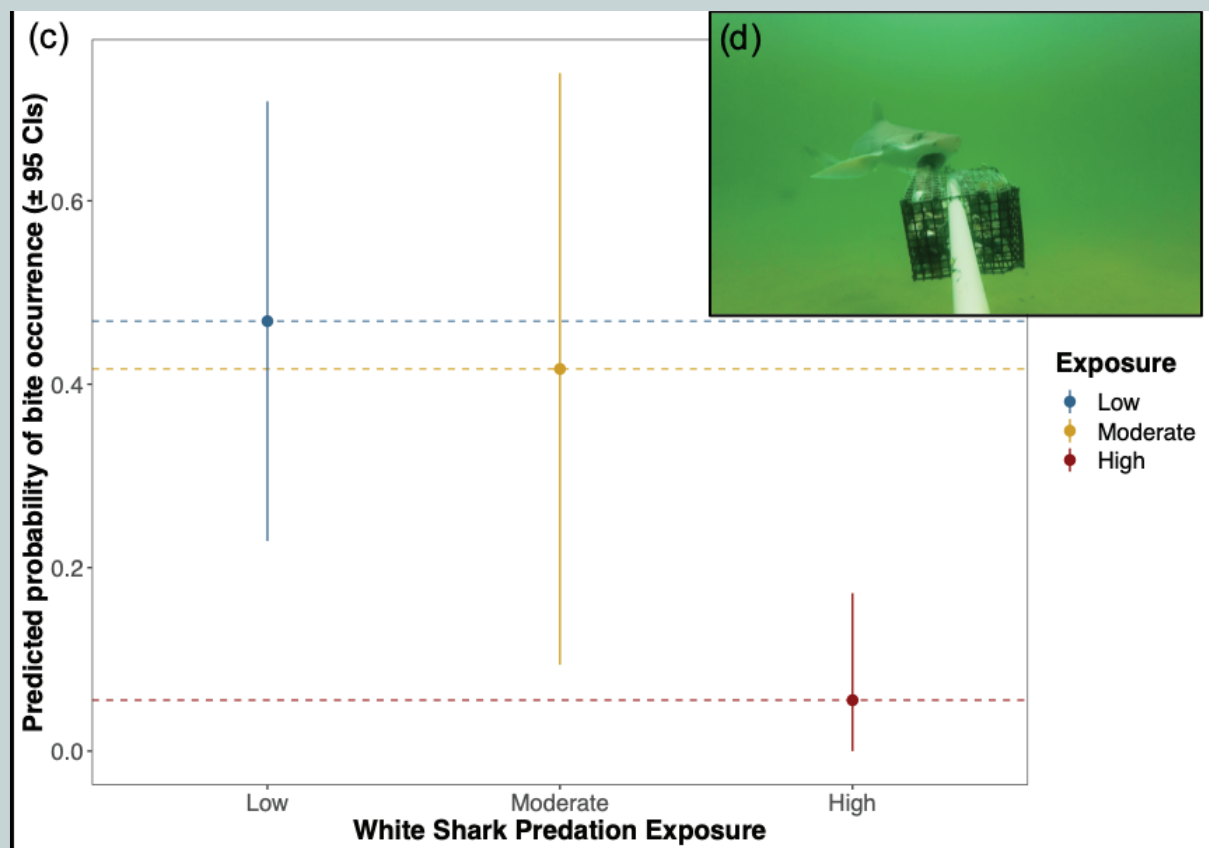 (c)
(d)
Predicted probability of bite occurrence (± 95 CIs)
0.6
0.4
0.2
0.0
Low
Moderate
High
White Shark Predation Exposure
Exposure
Low
Moderate
High